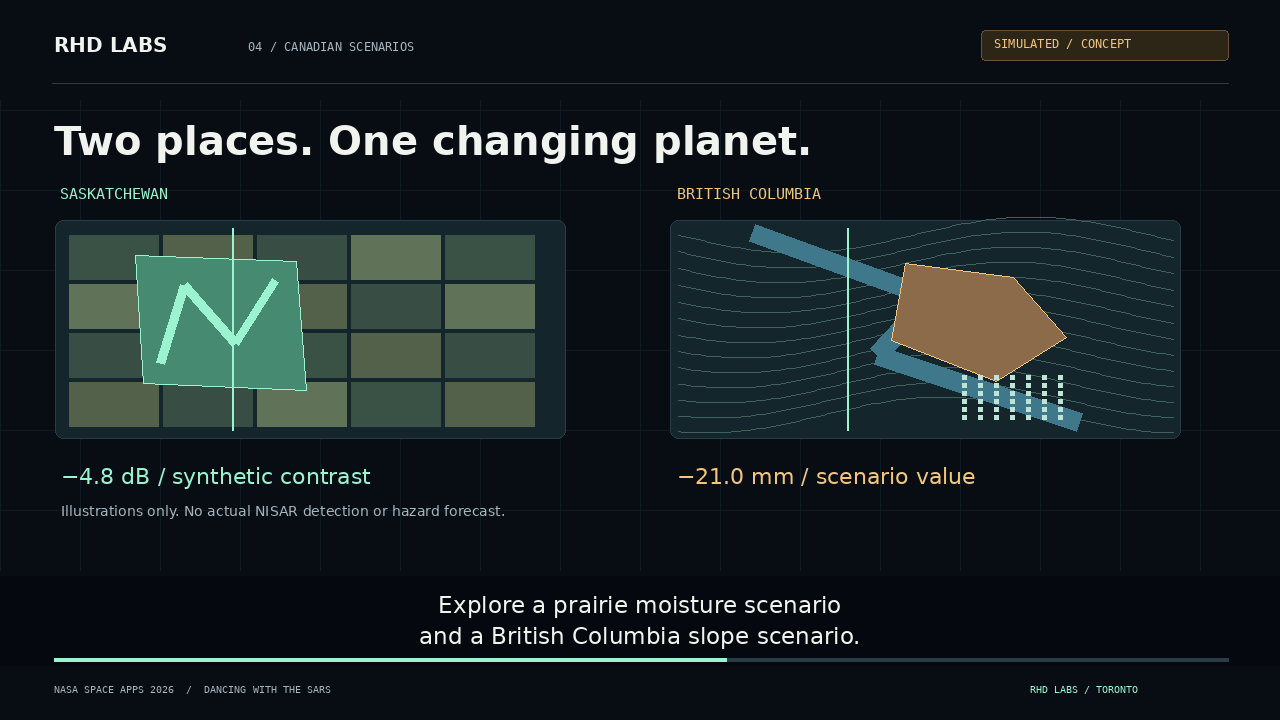 RHD LABS
04 / CANADIAN SCENARIOS
SIMULATED / CONCEPT
Two places. One changing planet.
SASKATCHEWAN
BRITISH COLUMBIA
−4.8 dB / synthetic contrast
−21.0 mm / scenario value
Illustrations only. No actual NISAR detection or hazard forecast.
Explore a prairie moisture scenario
and a British Columbia slope scenario.
NASA SPACE APPS 2026 / DANCING WITH THE SARS
RHD LABS / TORONTO